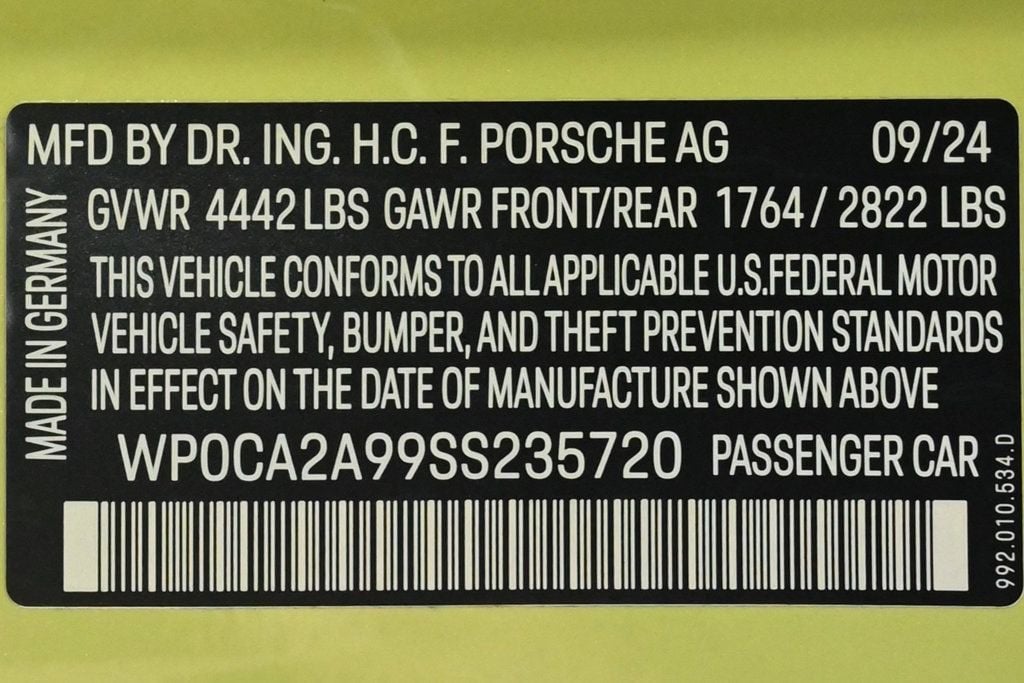 MFD BY DR. ING. H.C. F. PORSCHE AG 09/24
MADE IN GERMANY
GVWR 4442 LBS GAWR FRONT/REAR 1764 / 2822 LBS
THIS VEHICLE CONFORMS TO ALL APPLICABLE U.S.FEDERAL MOTOR
VEHICLE SAFETY, BUMPER, AND THEFT PREVENTION STANDARDS
IN EFFECT ON THE DATE OF MANUFACTURE SHOWN ABOVE
WP0CA2A99SS235720 PASSENGER CAR
992.010.534.D